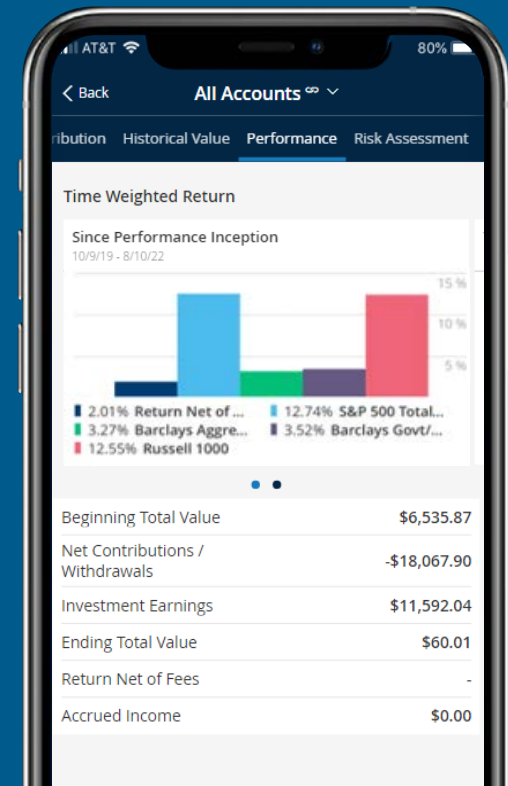 AT&T 80%
Back All Accounts
ribution Historical Value Performance Risk Assessment
Time Weighted Return
Since Performance Inception
10/9/19 - 8/10/22
15 %
10 %
5 %
2.01% Return Net of ... 12.74% S&P 500 Total...
3.27% Barclays Aggre... 3.52% Barclays Govt/...
12.55% Russell 1000
Beginning Total Value $6,535.87
Net Contributions /
Withdrawals -$18,067.90
Investment Earnings $11,592.04
Ending Total Value $60.01
Return Net of Fees -
Accrued Income $0.00